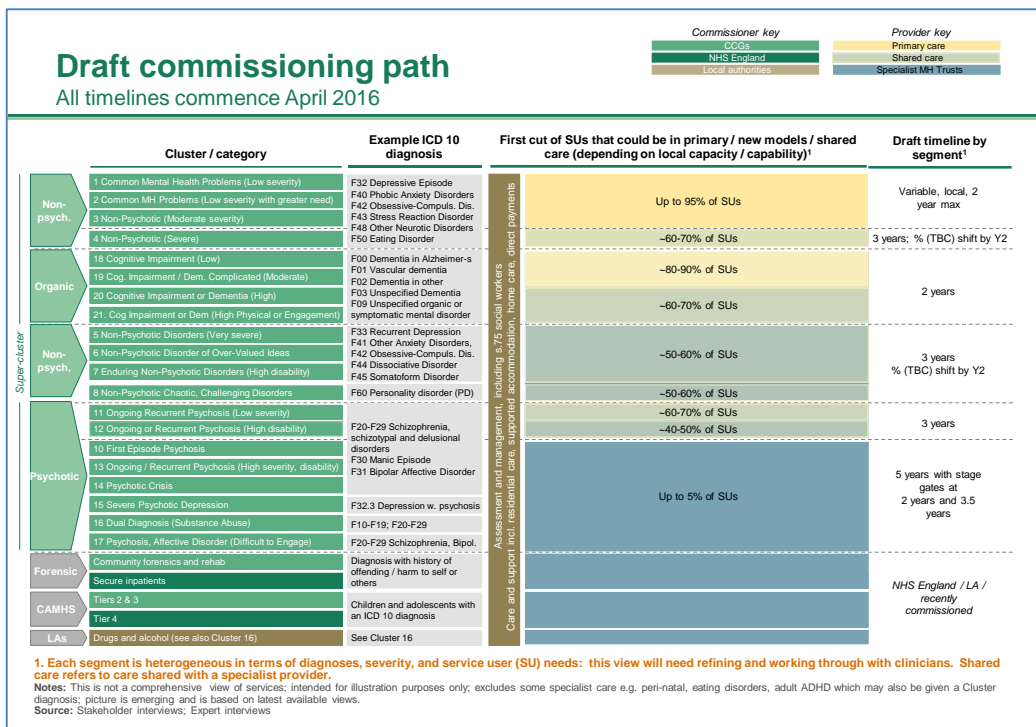 Commissioner key
Provider key
CCGs
Primary care
NHS England
Shared care
Local authorities
Specialist MH Trusts
Draft commissioning path
All timelines commence April 2016
Cluster / category
Example ICD 10
diagnosis
First cut of SUs that could be in primary / new models / shared
care (depending on local capacity / capability)1
Draft timeline by
segment1
Super-cluster
Non-
psych.
1 Common Mental Health Problems (Low severity)
2 Common MH Problems (Low severity with greater need)
3 Non-Psychotic (Moderate severity)
4 Non-Psychotic (Severe)
F32 Depressive Episode
F40 Phobic Anxiety Disorders
F42 Obsessive-Compuls. Dis.
F43 Stress Reaction Disorder
F48 Other Neurotic Disorders
F50 Eating Disorder
Assessment and management, including s.75 social workers
Care and support incl. residential care, supported accommodation, home care, direct payments
Up to 95% of SUs
~60-70% of SUs
Variable, local, 2
year max
3 years; % (TBC) shift by Y2
Organic
18 Cognitive Impairment (Low)
19 Cog. Impairment / Dem. Complicated (Moderate)
20 Cognitive Impairment or Dementia (High)
21. Cog Impairment or Dem (High Physical or Engagement)
F00 Dementia in Alzheimer-s
F01 Vascular dementia
F02 Dementia in other
F03 Unspecified Dementia
F09 Unspecified organic or
symptomatic mental disorder
~80-90% of SUs
~60-70% of SUs
2 years
Non-
psych,
5 Non-Psychotic Disorders (Very severe)
6 Non-Psychotic Disorder of Over-Valued Ideas
7 Enduring Non-Psychotic Disorders (High disability)
8 Non-Psychotic Chaotic, Challenging Disorders
F33 Recurrent Depression
F41 Other Anxiety Disorders,
F42 Obsessive-Compuls. Dis.
F44 Dissociative Disorder
F45 Somatoform Disorder
F60 Personality disorder (PD)
~50-60% of SUs
~50-60% of SUs
3 years
% (TBC) shift by Y2
Psychotic
11 Ongoing Recurrent Psychosis (Low severity)
12 Ongoing or Recurrent Psychosis (High disability)
10 First Episode Psychosis
13 Ongoing / Recurrent Psychosis (High severity, disability)
14 Psychotic Crisis
15 Severe Psychotic Depression
16 Dual Diagnosis (Substance Abuse)
17 Psychosis, Affective Disorder (Difficult to Engage)
F20-F29 Schizophrenia,
schizotypal and delusional
disorders
F30 Manic Episode
F31 Bipolar Affective Disorder
F32.3 Depression w. psychosis
F10-F19; F20-F29
F20-F29 Schizophrenia, Bipol.
~60-70% of SUs
~40-50% of SUs
Up to 5% of SUs
3 years
5 years with stage
gates at
2 years and 3.5
years
Forensic
Community forensics and rehab
Secure inpatients
Diagnosis with history of
offending / harm to self or
others
CAMHS
Tiers 2 & 3
Tier 4
Children and adolescents with
an ICD 10 diagnosis
NHS England / LA /
recently
commissioned
LAs
Drugs and alcohol (see also Cluster 16)
See Cluster 16
1. Each segment is heterogeneous in terms of diagnoses, severity, and service user (SU) needs: this view will need refining and working through with clinicians. Shared
care refers to care shared with a specialist provider.
Notes: This is not a comprehensive view of services; intended for illustration purposes only; excludes some specialist care e.g. peri-natal, eating disorders, adult ADHD which may also be given a Cluster
diagnosis; picture is emerging and is based on latest available views.
Source: Stakeholder interviews; Expert interviews